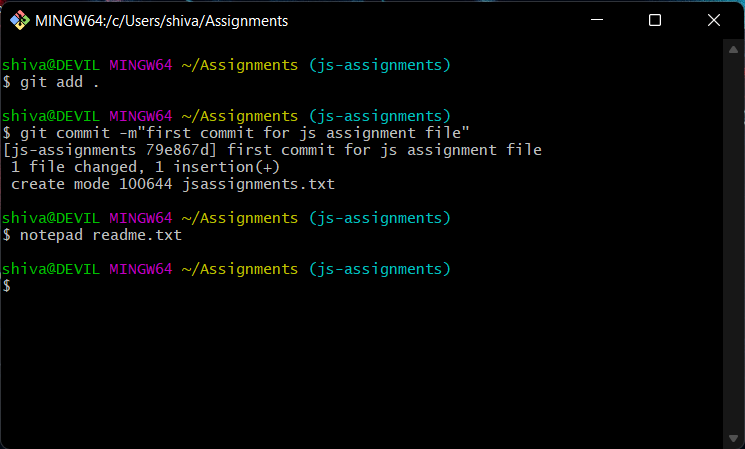 MINGW64:/c/Users/shiva/Assignments
shiva@DEVIL MINGW64 ~/Assignments (js-assignments)
$ git add .
shiva@DEVIL MINGW64 ~/Assignments (js-assignments)
$ git commit -m"first commit for js assignment file"
[js-assignments 79e867d] first commit for js assignment file
 1 file changed, 1 insertion(+)
 create mode 100644 jsassignments.txt
shiva@DEVIL MINGW64 ~/Assignments (js-assignments)
$ notepad readme.txt
shiva@DEVIL MINGW64 ~/Assignments (js-assignments)
$